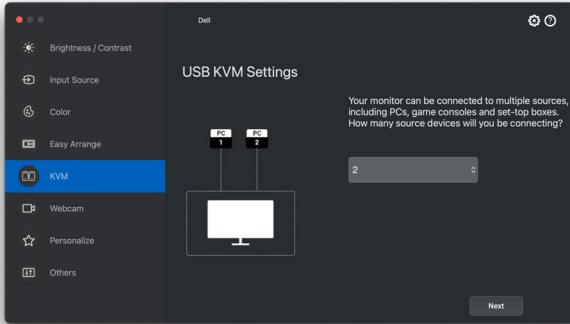 Dell
Brightness / Contrast
Input Source
Color
Easy Arrange
KVM
Webcam
Personalize
Others
USB KVM Settings
PC
1
PC
2
Your monitor can be connected to multiple sources,
including PCs, game consoles and set-top boxes.
How many source devices will you be connecting?
2
Next